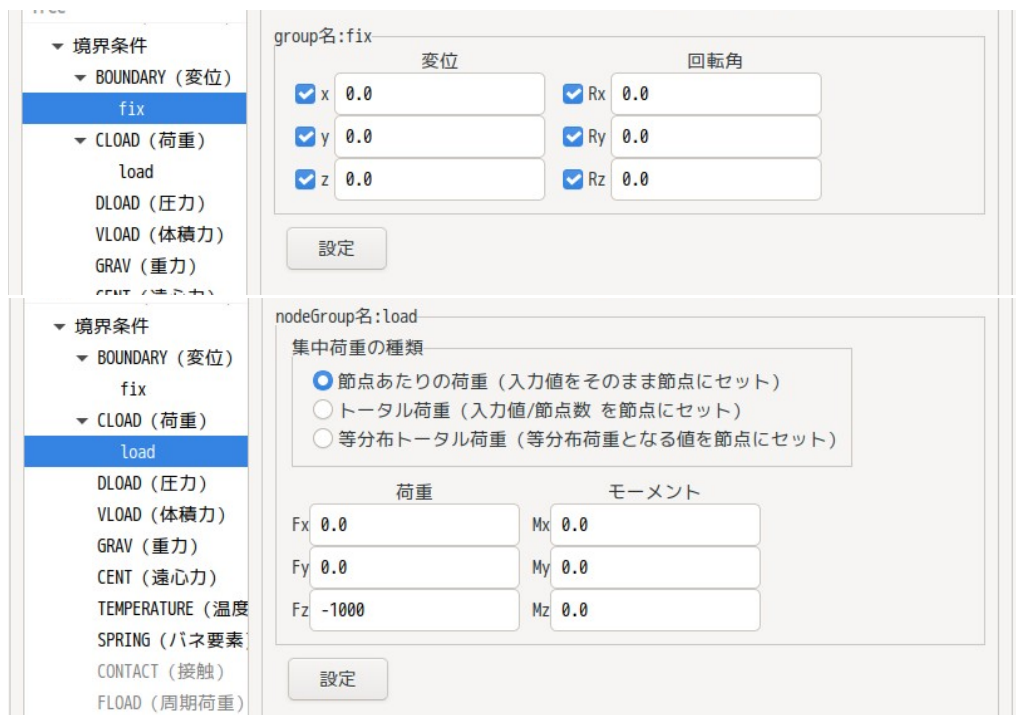 境界条件
BOUNDARY (変位)
fix
CLOAD (荷重)
load
DLOAD (圧力)
VLOAD (体積力)
GRAV (重力)
group名:fix
変位 回転角
x 0.0 Rx 0.0
y 0.0 Ry 0.0
z 0.0 Rz 0.0
設定
境界条件
BOUNDARY (変位)
fix
CLOAD (荷重)
load
DLOAD (圧力)
VLOAD (体積力)
GRAV (重力)
CENT (遠心力)
TEMPERATURE (温度
SPRING (バネ要素)
CONTACT (接触)
FLOAD (周期荷重)
nodeGroup名:load
集中荷重の種類
節点あたりの荷重 (入力値をそのまま節点にセット)
トータル荷重 (入力値/節点数 を節点にセット)
等分布トータル荷重 (等分布荷重となる値を節点にセット)
荷重 モーメント
Fx 0.0 Mx 0.0
Fy 0.0 My 0.0
Fz -1000 Mz 0.0
設定